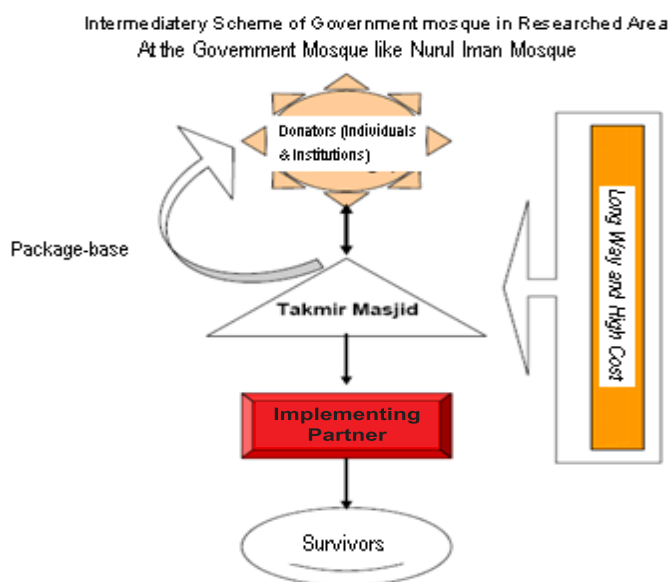 Intermediatery Scheme of Government mosque in Researched Area
At the Government Mosque like Nurul Iman Mosque
Donators (Individuals
& Institutions)
Package-base
Takmir Masjid
Long Way and High Cost
Implementing
Partner
Survivors